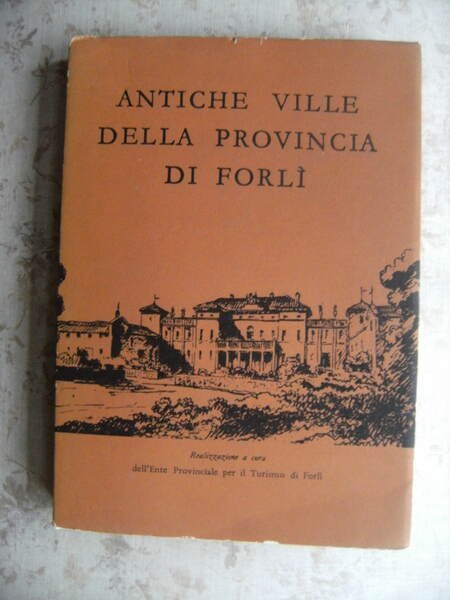 ANTICHE VILLE
DELLA PROVINCIA
DI FORLÌ
Realizzazione a cura
dell'Ente Provinciale per il Turismo di Forlì